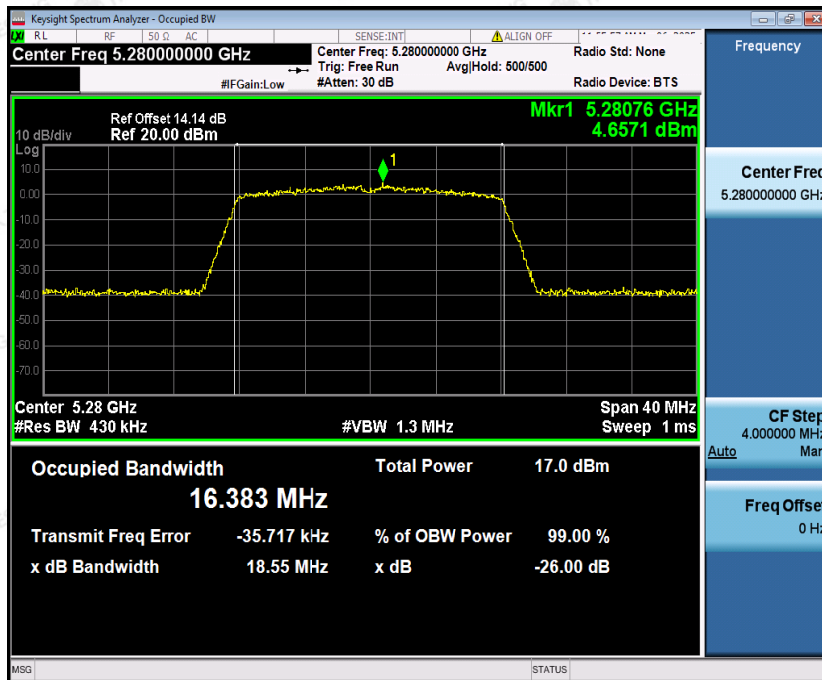 Keysight Spectrum Analyzer - Occupied BW
LXI RL RF 50 Ω AC SENSE:INT ALIGN OFF
Center Freq 5.280000000 GHz
Center Freq: 5.280000000 GHz
Radio Std: None
Trig: Free Run Avg|Hold: 500/500
#IFGain:Low
#Atten: 30 dB
Radio Device: BTS
Frequency
Mkr1 5.28076 GHz
4.6571 dBm
Ref Offset 14.14 dB
10 dB/div Ref 20.00 dBm
Log
1
10.0
0.00
-10.0
-20.0
-30.0
-40.0
-50.0
-60.0
-70.0
Center 5.28 GHz
Span 40 MHz
#Res BW 430 kHz
#VBW 1.3 MHz
Sweep 1 ms
Occupied Bandwidth
Total Power 17.0 dBm
16.383 MHz
Transmit Freq Error -35.717 kHz
% of OBW Power 99.00 %
x dB Bandwidth 18.55 MHz
x dB -26.00 dB
Center Freq
5.280000000 GHz
CF Step
4.000000 MHz
Auto Man
Freq Offset
0 Hz
MSG
STATUS